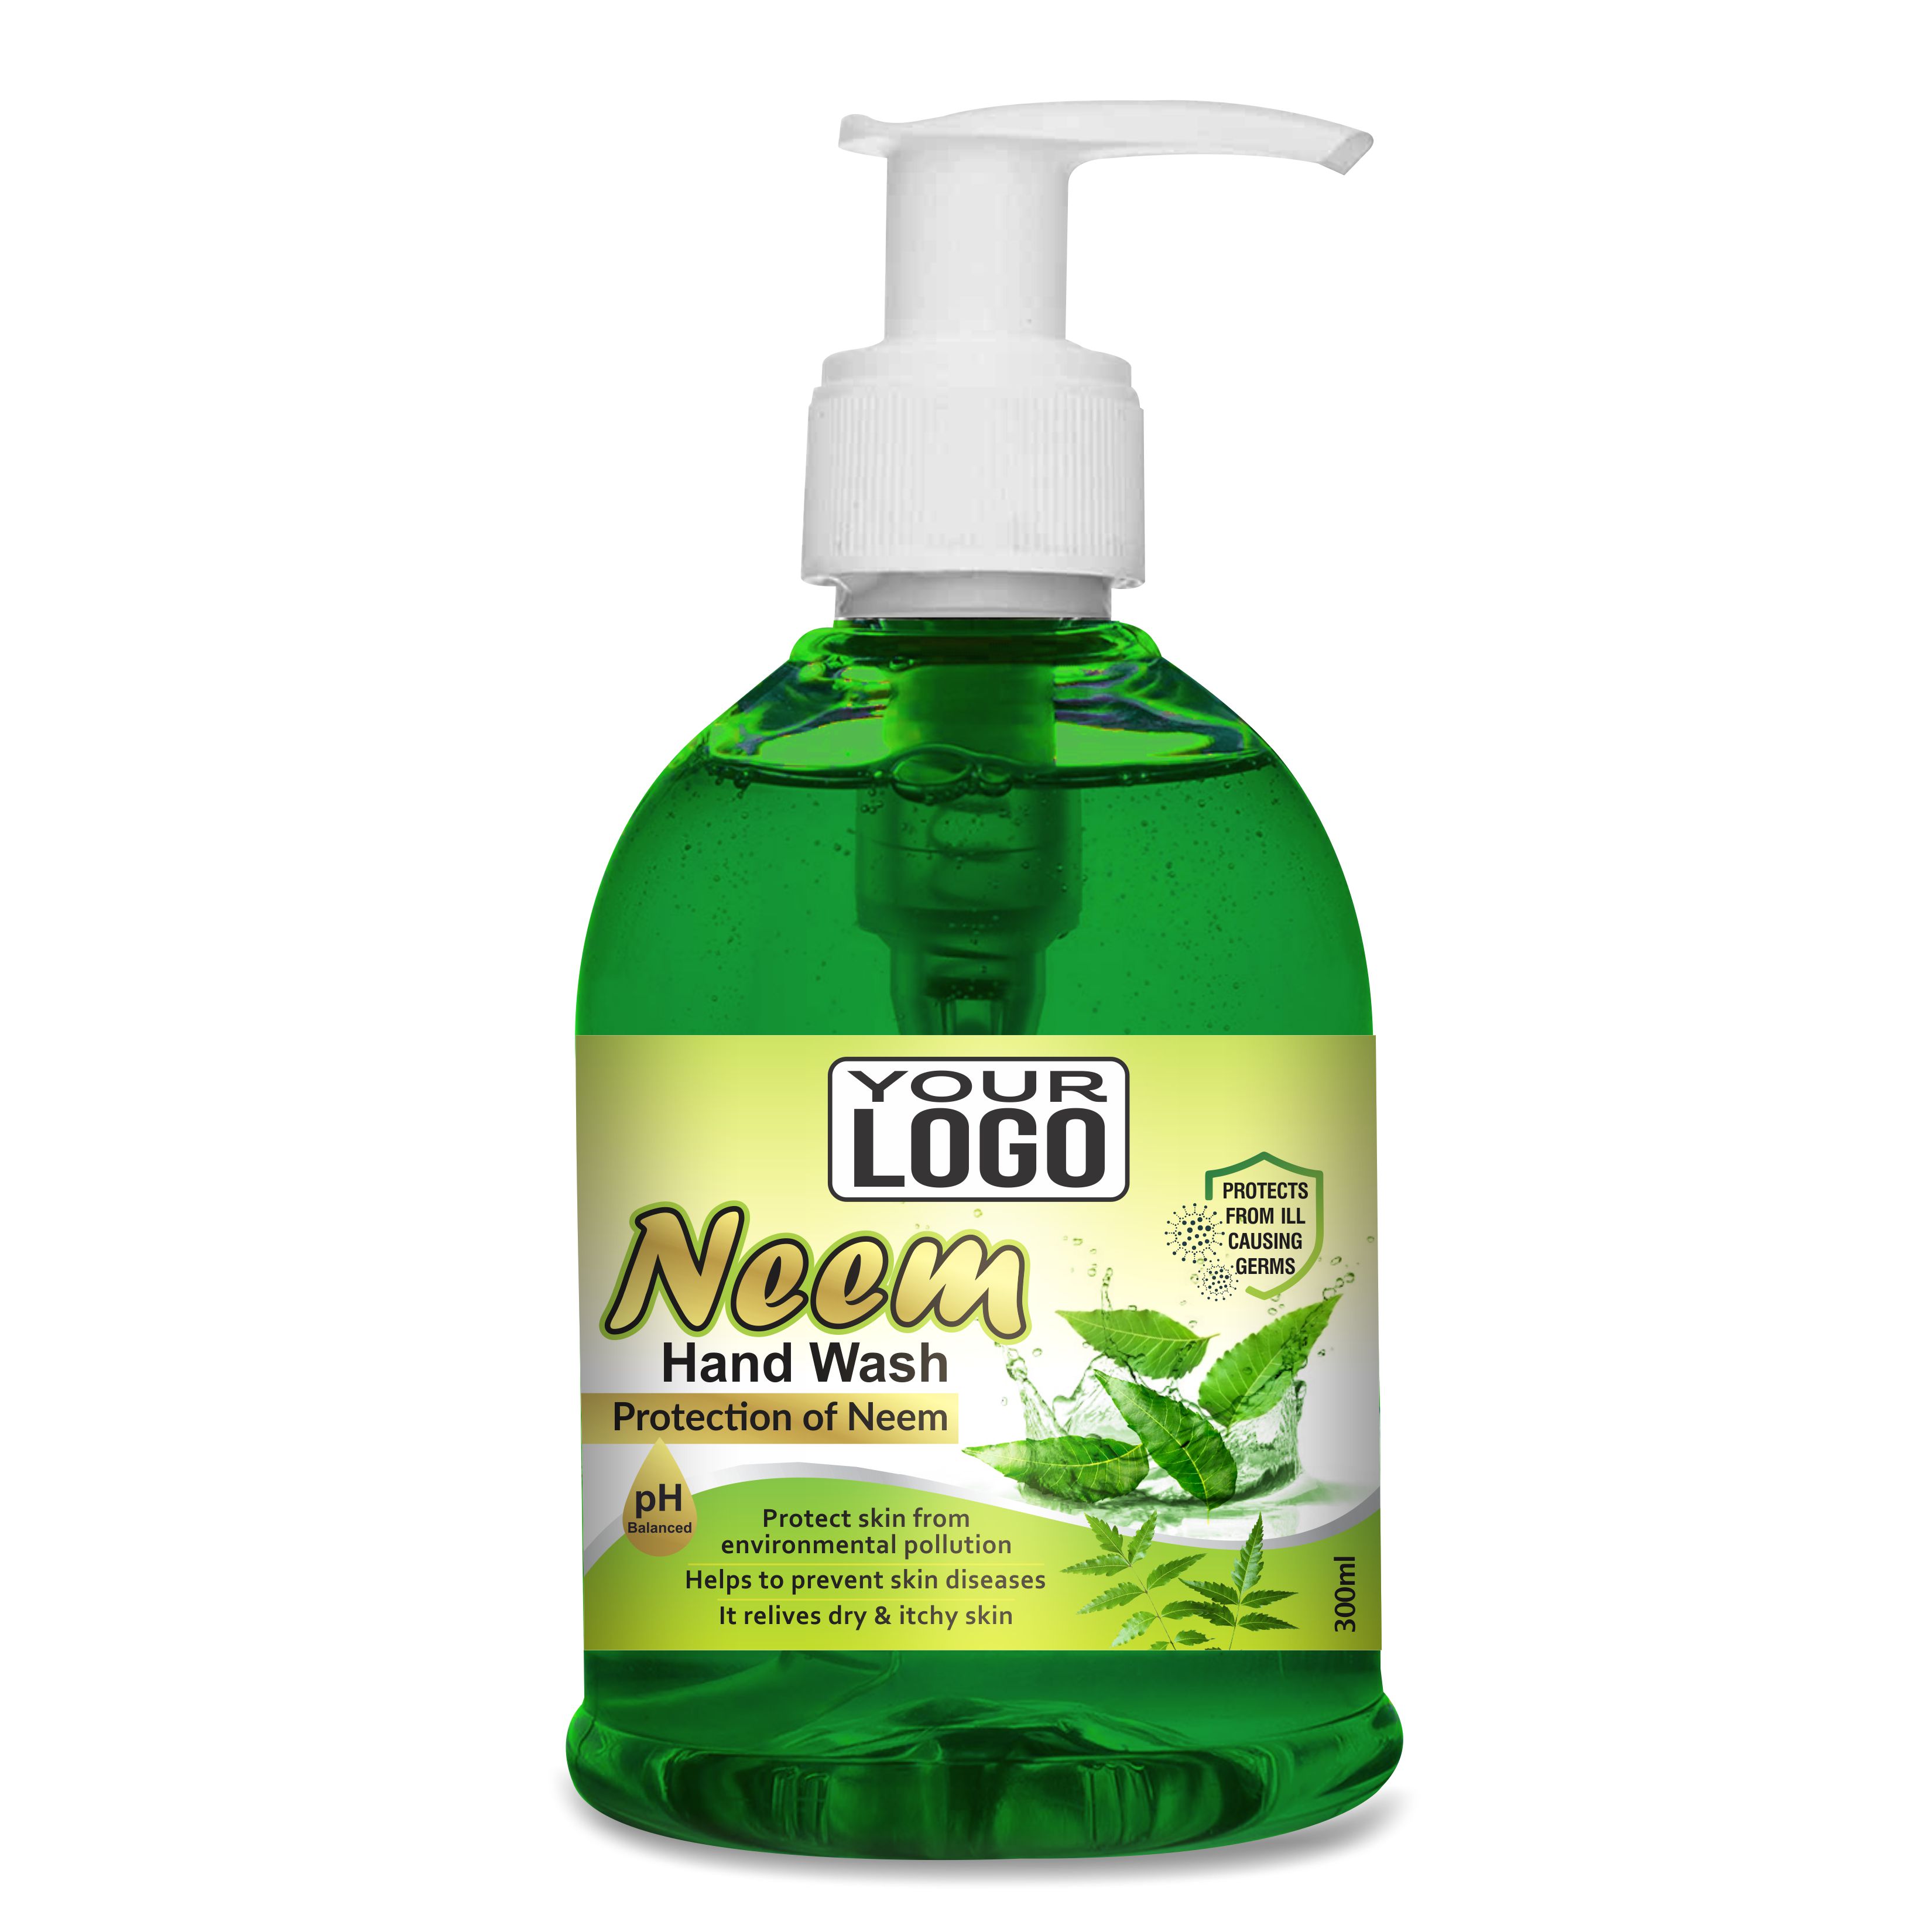 YOUR
LOGO
PROTECTS
FROM ILL
CAUSING
GERMS
Neem
Hand Wash
Protection of Neem
pH
Balanced
Protect skin from
environmental pollution
Helps to prevent skin diseases
It relives dry & itchy skin
300ml